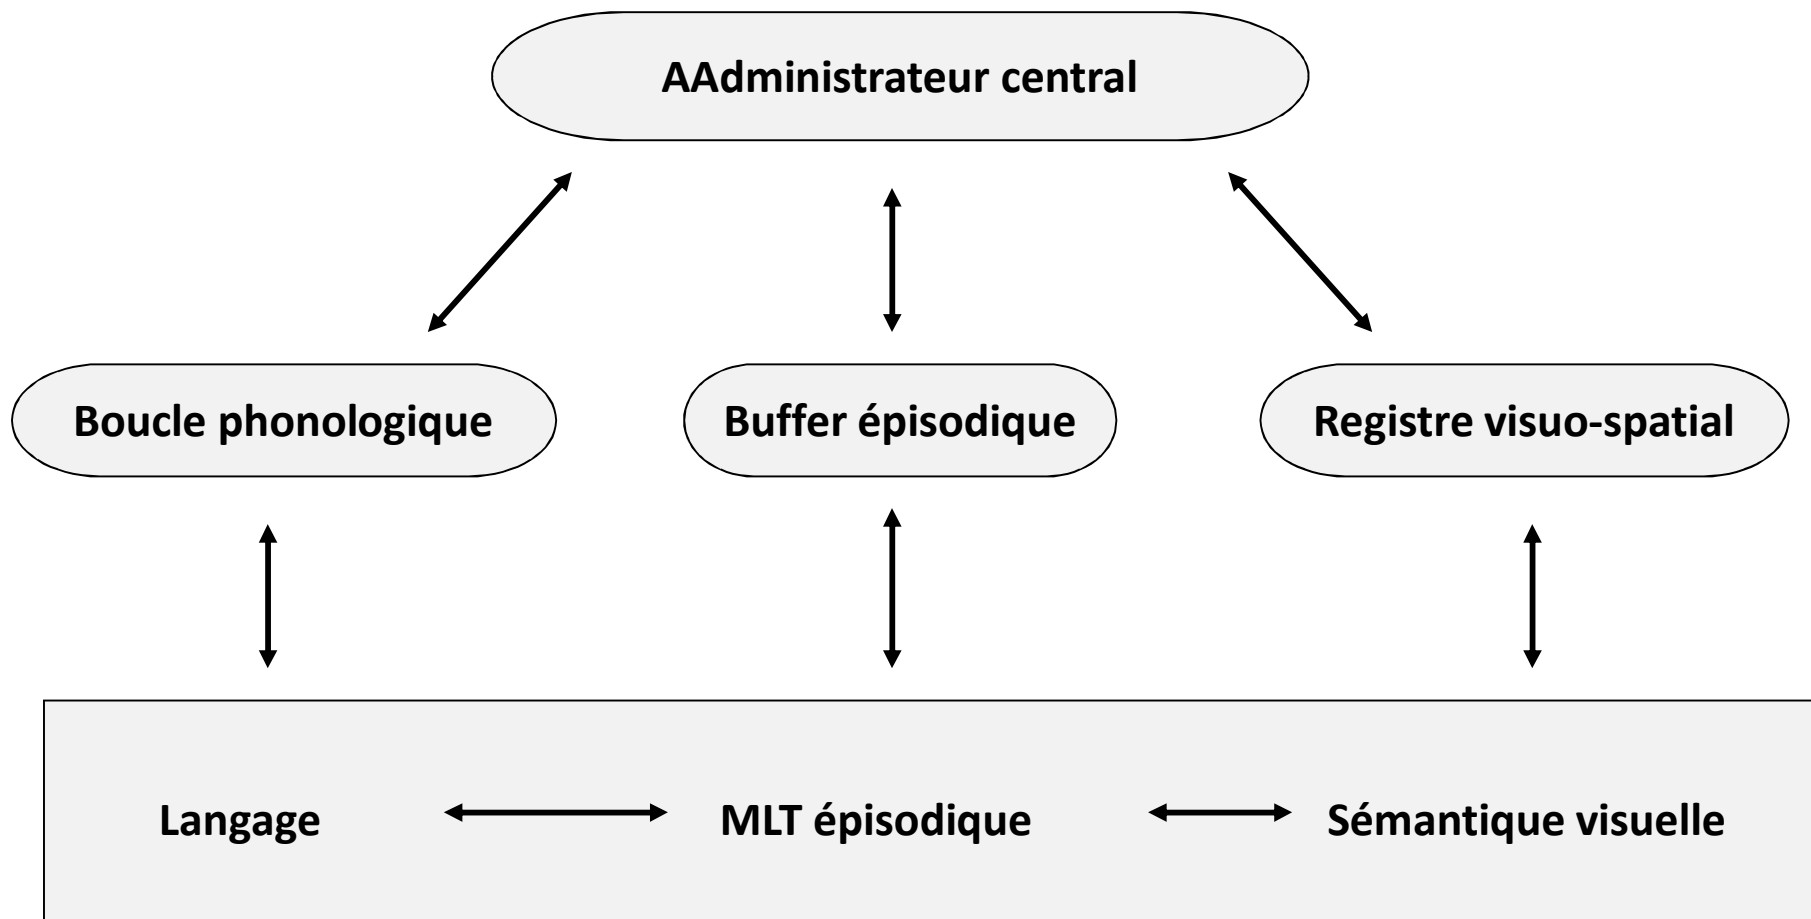 AAdministrateur central
Boucle phonologique
Buffer épisodique
Registre visuo-spatial
Langage
MLT épisodique
Sémantique visuelle